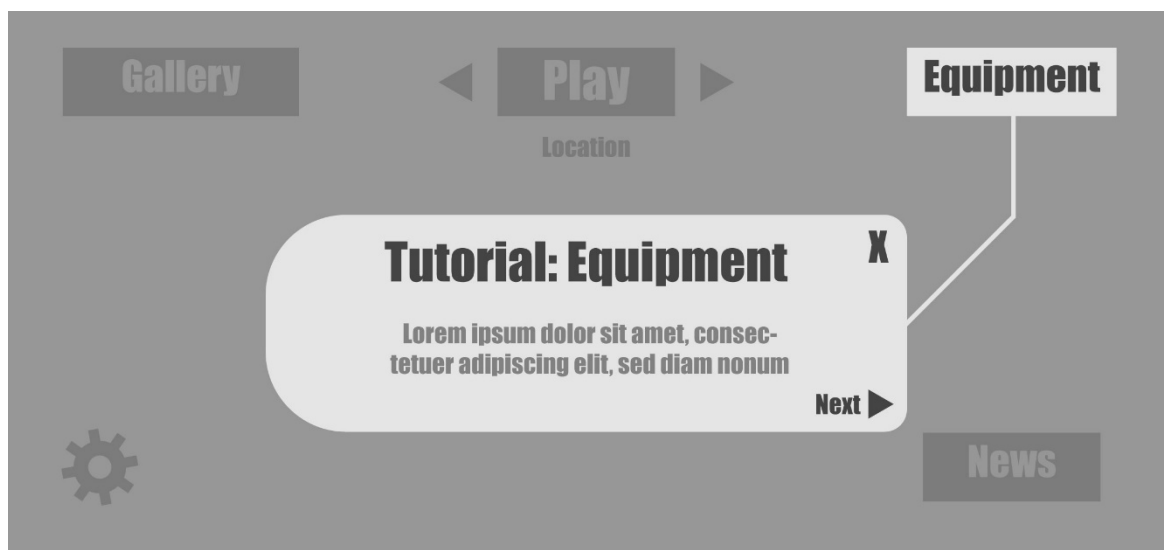 Gallery
Play
Equipment
Location
Tutorial: Equipment
X
Lorem ipsum dolor sit amet, consec-
tetuer adipiscing elit, sed diam nonum
Next
News